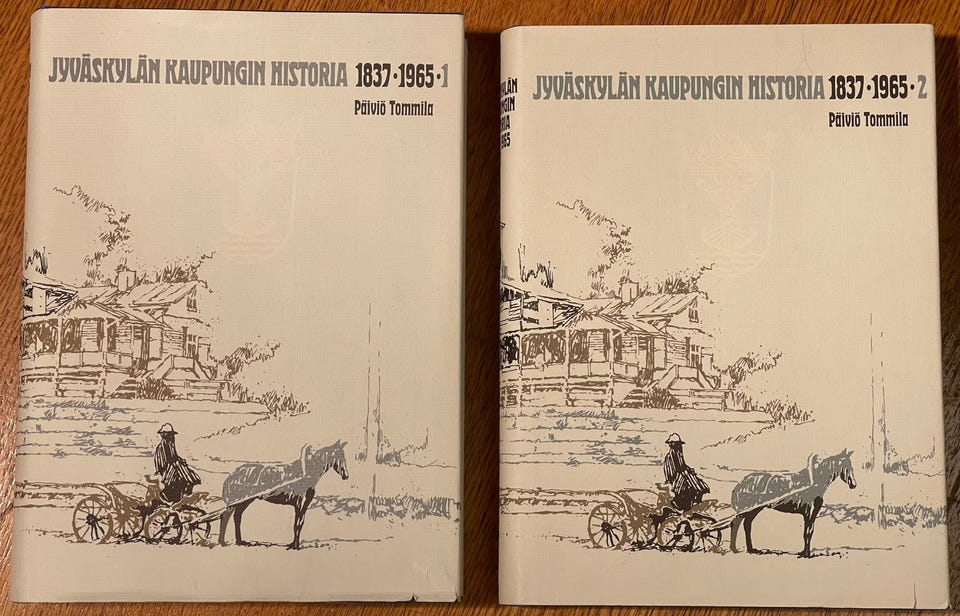 JYVÄSKYLÄN KAUPUNGIN HISTORIA 1837·1965·1
Päiviö Tommila
JYVÄSKYLÄN KAUPUNGIN HISTORIA 1837·1965·2
Päiviö Tommila